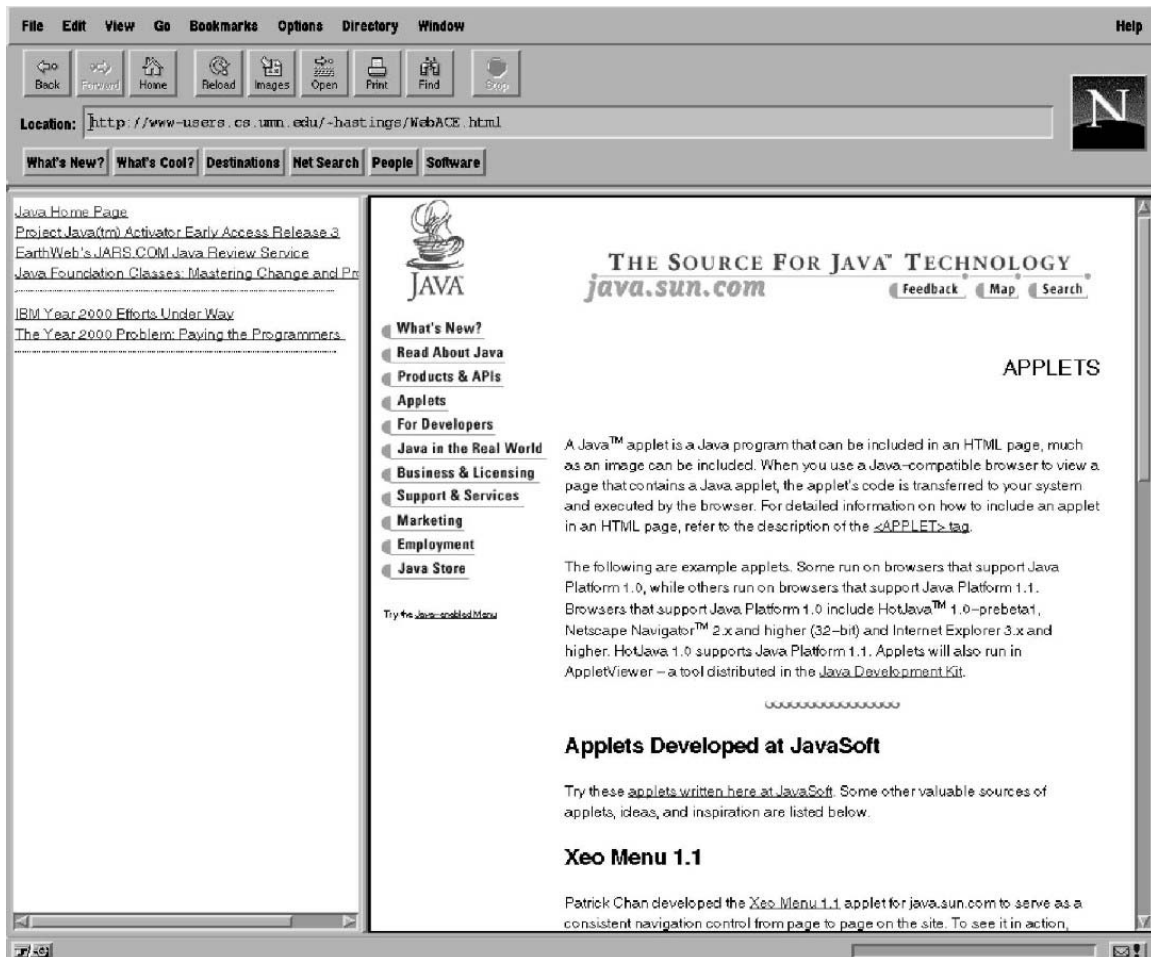 File Edit View Go Bookmarks Options Directory Window Help
Back Forward Home Reload Images Open Print Find Stop
Location: http://www-users.cs.umn.edu/~hastings/WebACE.html
N
What's New? What's Cool? Destinations Net Search People Software
Java Home Page
Project Java(tm) Activator Early Access Release 3
EarthWeb's JARS.COM Java Review Service
Java Foundation Classes: Mastering Change and Pr
IBM Year 2000 Efforts Under Way
The Year 2000 Problem: Paying the Programmers
JAVA
THE SOURCE FOR JAVA™ TECHNOLOGY
java.sun.com
Feedback Map Search
What's New?
Read About Java
Products & APIs
Applets
For Developers
Java in the Real World
Business & Licensing
Support & Services
Marketing
Employment
Java Store
Try the Java-enabled Menu
APPLETS
A Java™ applet is a Java program that can be included in an HTML page, much
as an image can be included. When you use a Java-compatible browser to view a
page that contains a Java applet, the applet's code is transferred to your system
and executed by the browser. For detailed information on how to include an applet
in an HTML page, refer to the description of the <APPLET> tag.
The following are example applets. Some run on browsers that support Java
Platform 1.0, while others run on browsers that support Java Platform 1.1.
Browsers that support Java Platform 1.0 include HotJava™ 1.0-prebeta1,
Netscape Navigator™ 2.x and higher (32-bit) and Internet Explorer 3.x and
higher. HotJava 1.0 supports Java Platform 1.1. Applets will also run in
AppletViewer – a tool distributed in the Java Development Kit.
Applets Developed at JavaSoft
Try these applets written here at JavaSoft. Some other valuable sources of
applets, ideas, and inspiration are listed below.
Xeo Menu 1.1
Patrick Chan developed the Xeo Menu 1.1 applet for java.sun.com to serve as a
consistent navigation control from page to page on the site. To see it in action,